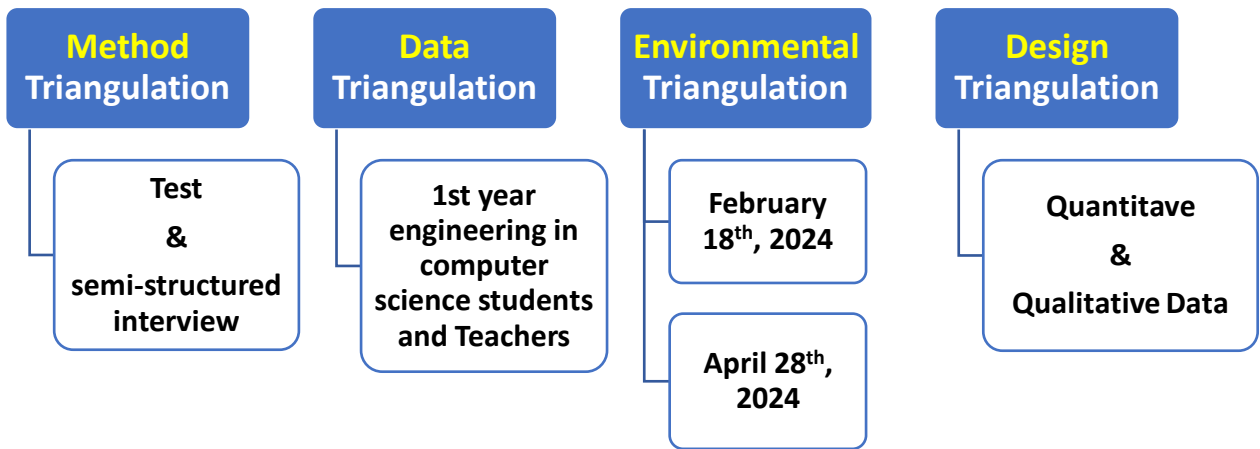 Method
Triangulation
Test
&
semi-structured
interview
Data
Triangulation
1st year
engineering in
computer
science students
and Teachers
Environmental
Triangulation
February
18th, 2024
April 28th,
2024
Design
Triangulation
Quantitave
&
Qualitative Data